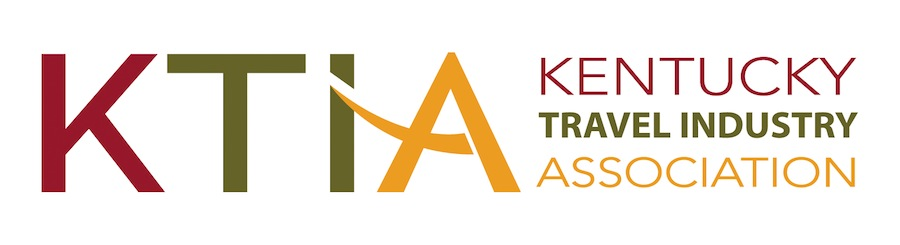 KTIA
KENTUCKY
TRAVEL INDUSTRY
ASSOCIATION